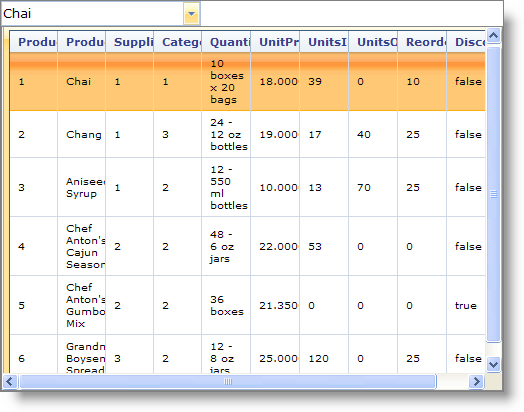 Chai
Produ Produ Suppli Categ Quanti UnitPr UnitsI UnitsO Reord Disco
1 Chai 1 1 10 boxes x 20 bags 18.000 39 0 10 false
2 Chang 1 3 24 - 12 oz bottles 19.000 17 40 25 false
3 Aniseed Syrup 1 2 12 - 550 ml bottles 10.000 13 70 25 false
4 Chef Anton's Cajun Season 2 2 48 - 6 oz jars 22.000 53 0 0 false
5 Chef Anton's Gumbo Mix 2 2 36 boxes 21.350 0 0 0 true
6 Grandm Boysen Spread 3 2 12 - 8 oz jars 25.000 120 0 25 false